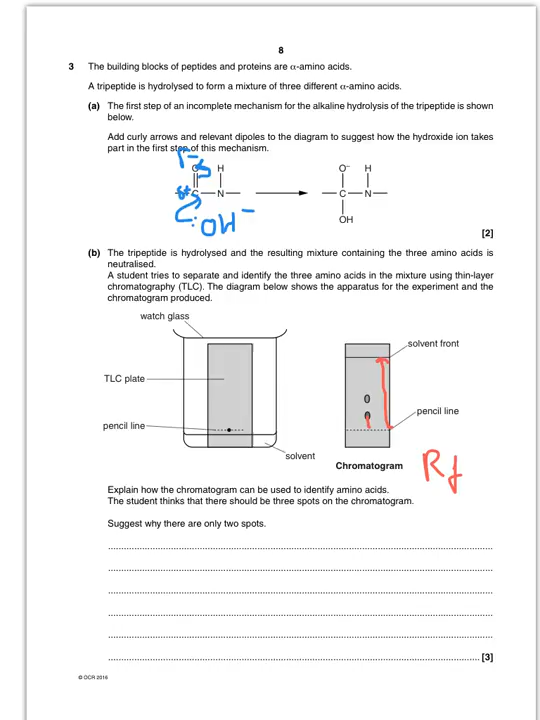 8
3 The building blocks of peptides and proteins are α-amino acids.
A tripeptide is hydrolysed to form a mixture of three different α-amino acids.
(a) The first step of an incomplete mechanism for the alkaline hydrolysis of the tripeptide is shown
below.
Add curly arrows and relevant dipoles to the diagram to suggest how the hydroxide ion takes
part in the first step of this mechanism.
δ−
O H O⁻ H
δ+ C N C N
:OH⁻ OH
[2]
(b) The tripeptide is hydrolysed and the resulting mixture containing the three amino acids is
neutralised.
A student tries to separate and identify the three amino acids in the mixture using thin-layer
chromatography (TLC). The diagram below shows the apparatus for the experiment and the
chromatogram produced.
watch glass
solvent front
TLC plate
pencil line
pencil line
solvent
Chromatogram
Rf
Explain how the chromatogram can be used to identify amino acids.
The student thinks that there should be three spots on the chromatogram.
Suggest why there are only two spots.
[3]
© OCR 2016